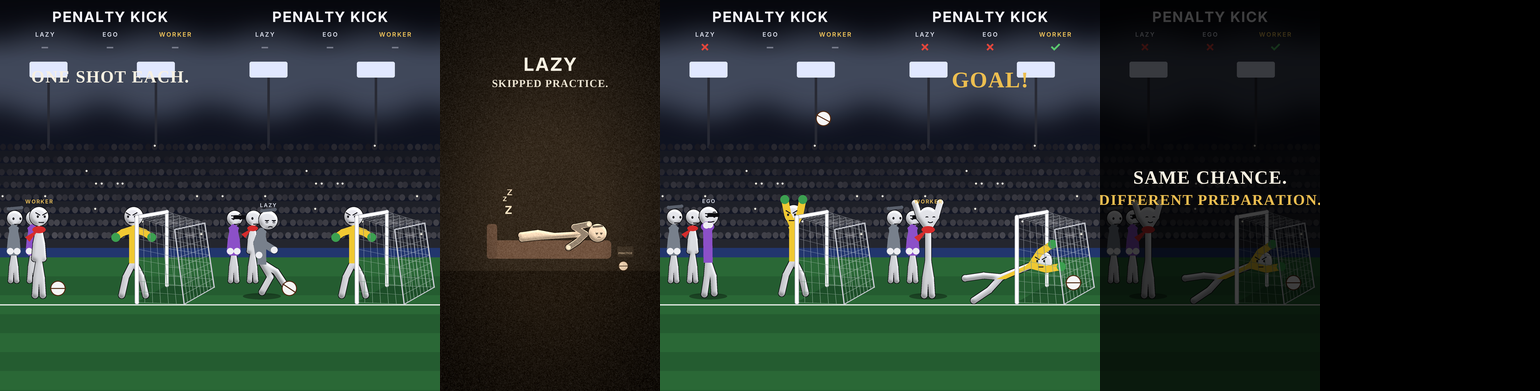 PENALTY KICK
LAZY EGO WORKER
ONE SHOT EACH.
WORKER
PENALTY KICK
LAZY EGO WORKER
LAZY
LAZY
SKIPPED PRACTICE.
Z
Z
Z
PENALTY KICK
LAZY EGO WORKER
EGO
PENALTY KICK
LAZY EGO WORKER
GOAL!
WORKER
PENALTY KICK
LAZY EGO WORKER
SAME CHANCE.
DIFFERENT PREPARATION.